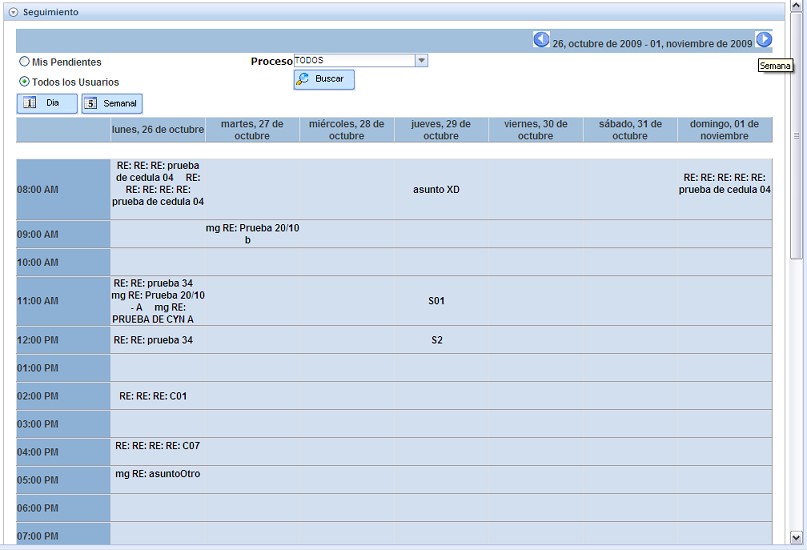 Seguimiento
26, octubre de 2009 - 01, noviembre de 2009
Mis Pendientes
Proceso TODOS
Semana
Todos los Usuarios
Buscar
1 Dia 5 Semanal
lunes, 26 de octubre
martes, 27 de
octubre
miércoles, 28 de
octubre
jueves, 29 de
octubre
viernes, 30 de
octubre
sábado, 31 de
octubre
domingo, 01 de
noviembre
08:00 AM
RE: RE: RE: prueba
de cedula 04 RE:
RE: RE: RE: RE:
prueba de cedula 04
asunto XD
RE: RE: RE: RE: RE:
prueba de cedula 04
09:00 AM
mg RE: Prueba 20/10
b
10:00 AM
11:00 AM
RE: RE: prueba 34
mg RE: Prueba 20/10
- A mg RE:
PRUEBA DE CYN A
S01
12:00 PM
RE: RE: prueba 34
S2
01:00 PM
02:00 PM
RE: RE: RE: C01
03:00 PM
04:00 PM
RE: RE: RE: RE: C07
05:00 PM
mg RE: asuntoOtro
06:00 PM
07:00 PM